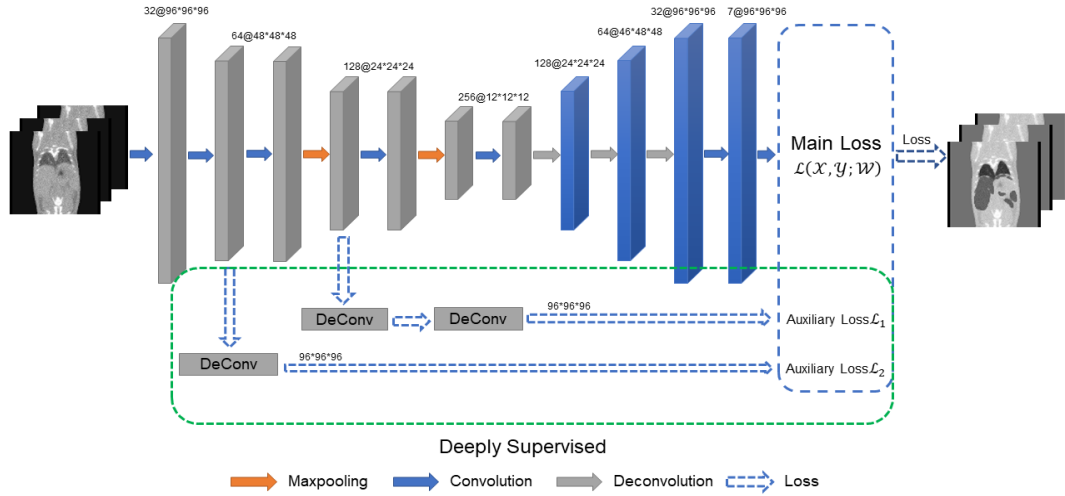 32@96*96*96
64@48*48*48
128@24*24*24
256@12*12*12
128@24*24*24
64@46*48*48
32@96*96*96
7@96*96*96
Main Loss
ℒ(𝒳, 𝒴; 𝒲)
Loss
DeConv
DeConv
96*96*96
Auxiliary Lossℒ₁
DeConv
96*96*96
Auxiliary Lossℒ₂
Deeply Supervised
Maxpooling
Convolution
Deconvolution
Loss